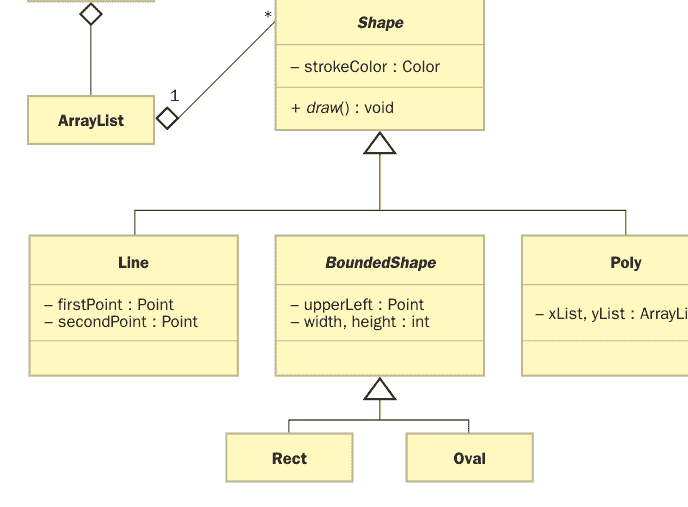 *
Shape
– strokeColor : Color
1
+ draw() : void
ArrayList
Line
BoundedShape
Poly
– firstPoint : Point
– secondPoint : Point
– upperLeft : Point
– width, height : int
– xList, yList : ArrayLi
Rect
Oval